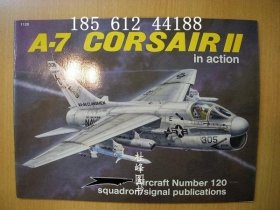 1120
185 612 44188
A-7 CORSAIR II
in action
305
Aircraft Number 120
squadron/signal publications